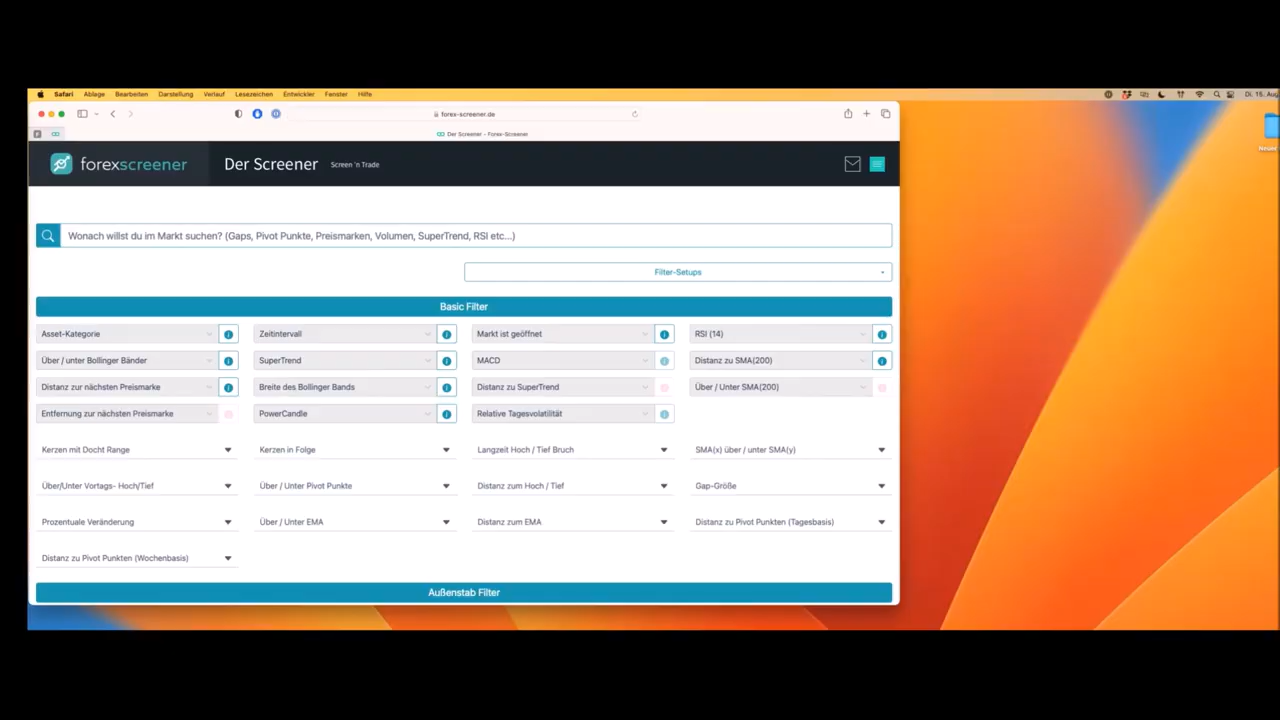 Safari Ablage Bearbeiten Darstellung Verlauf Lesezeichen Entwickler Fenster Hilfe Di. 15. Aug
forex-screener.de
Der Screener - Forex-Screener
forexscreener Der Screener Screen 'n Trade
Neuer
Wonach willst du im Markt suchen? (Gaps, Pivot Punkte, Preismarken, Volumen, SuperTrend, RSI etc...)
Filter-Setups
Basic Filter
Asset-Kategorie Zeitintervall Markt ist geöffnet RSI (14)
Über / unter Bollinger Bänder SuperTrend MACD Distanz zu SMA(200)
Distanz zur nächsten Preismarke Breite des Bollinger Bands Distanz zu SuperTrend Über / Unter SMA(200)
Entfernung zur nächsten Preismarke PowerCandle Relative Tagesvolatilität
Kerzen mit Docht Range Kerzen in Folge Langzeit Hoch / Tief Bruch SMA(x) über / unter SMA(y)
Über/Unter Vortags- Hoch/Tief Über / Unter Pivot Punkte Distanz zum Hoch / Tief Gap-Größe
Prozentuale Veränderung Über / Unter EMA Distanz zum EMA Distanz zu Pivot Punkten (Tagesbasis)
Distanz zu Pivot Punkten (Wochenbasis)
Außenstab Filter